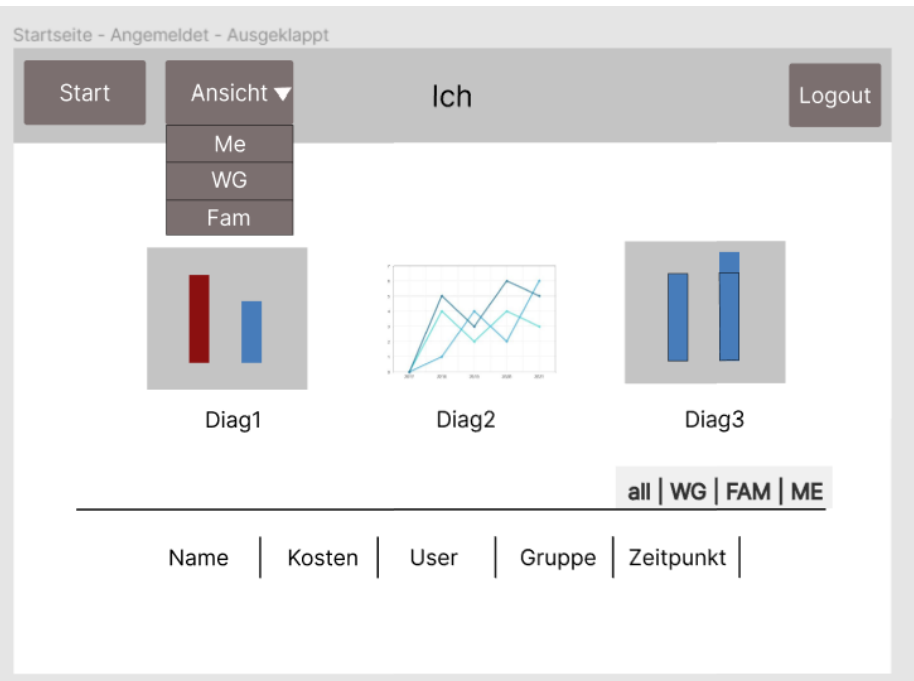 Startseite - Angemeldet - Ausgeklappt
Start
Ansicht
Ich
Logout
Me
WG
Fam
Diag1
Diag2
Diag3
all | WG | FAM | ME
Name | Kosten | User | Gruppe | Zeitpunkt |